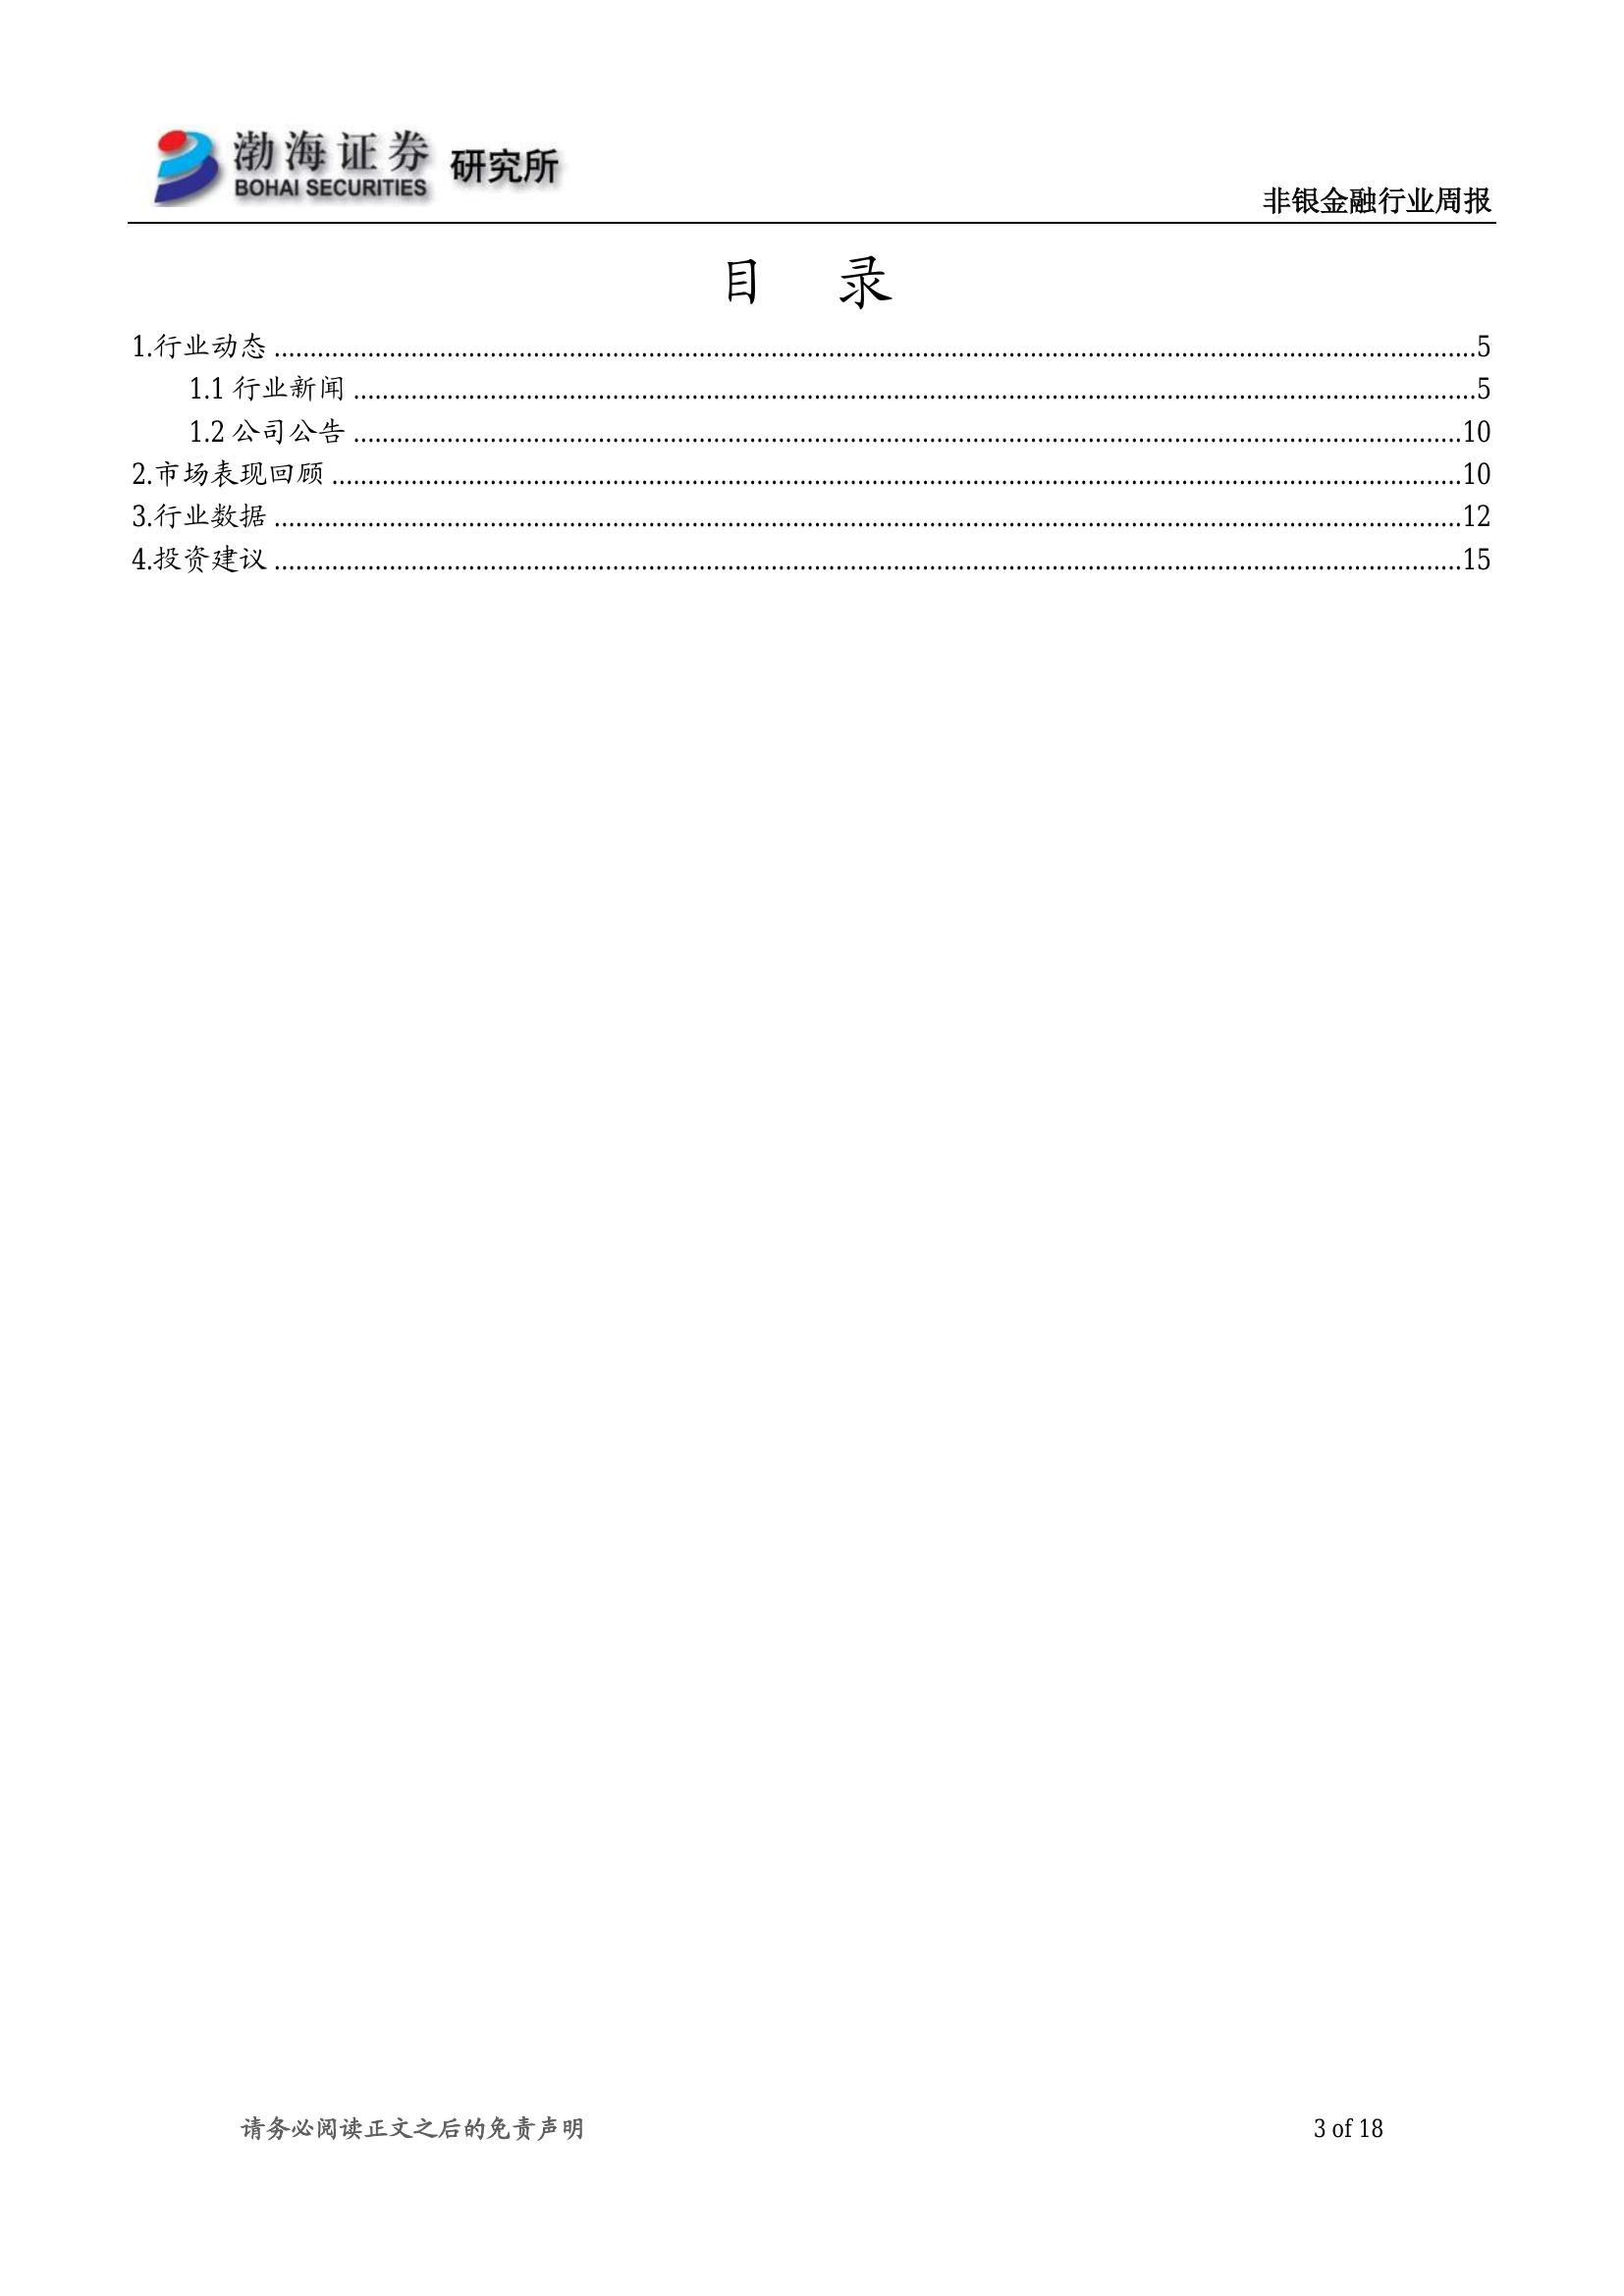 渤海证券 研究所
BOHAI SECURITIES
非银金融行业周报
目 录
1.行业动态 ........................................................................................................ 5
1.1 行业新闻 ........................................................................................................ 5
1.2 公司公告 ........................................................................................................ 10
2.市场表现回顾 ........................................................................................................ 10
3.行业数据 ........................................................................................................ 12
4.投资建议 ........................................................................................................ 15
请务必阅读正文之后的免责声明 3 of 18